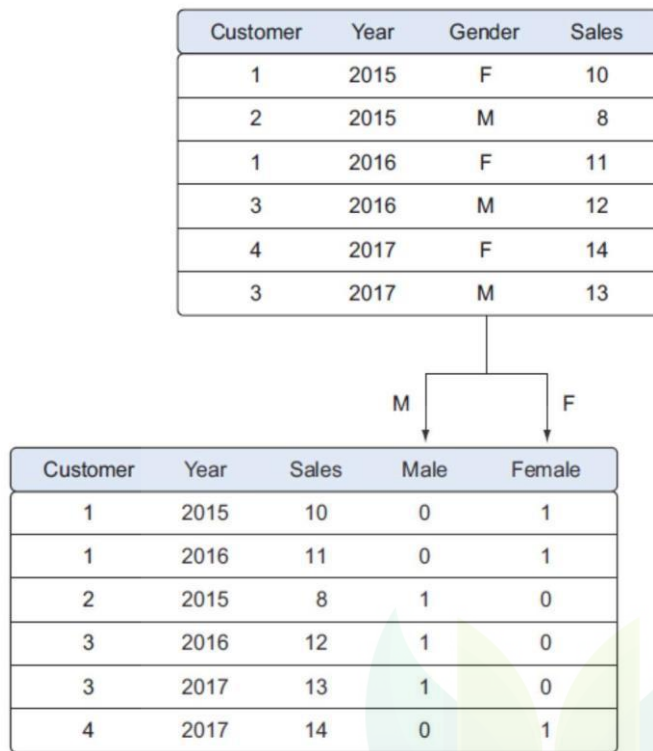 Customer Year Gender Sales
1 2015 F 10
2 2015 M 8
1 2016 F 11
3 2016 M 12
4 2017 F 14
3 2017 M 13
M F
Customer Year Sales Male Female
1 2015 10 0 1
1 2016 11 0 1
2 2015 8 1 0
3 2016 12 1 0
3 2017 13 1 0
4 2017 14 0 1